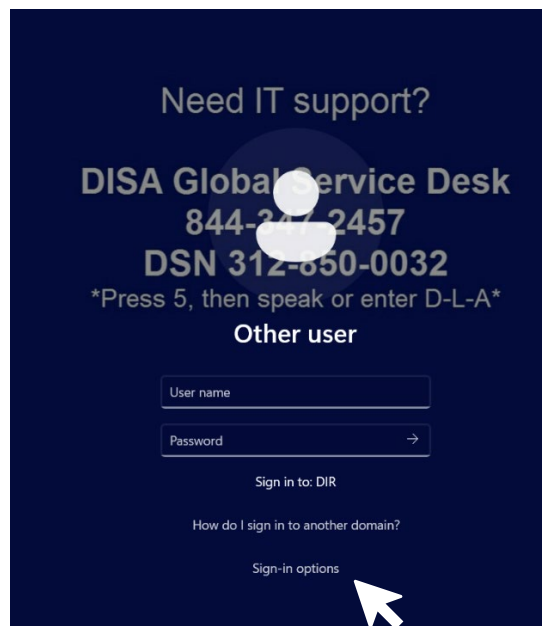 Need IT support?
DISA Global Service Desk
844-347-2457
DSN 312-850-0032
*Press 5, then speak or enter D-L-A*
Other user
User name
Password
Sign in to: DIR
How do I sign in to another domain?
Sign-in options